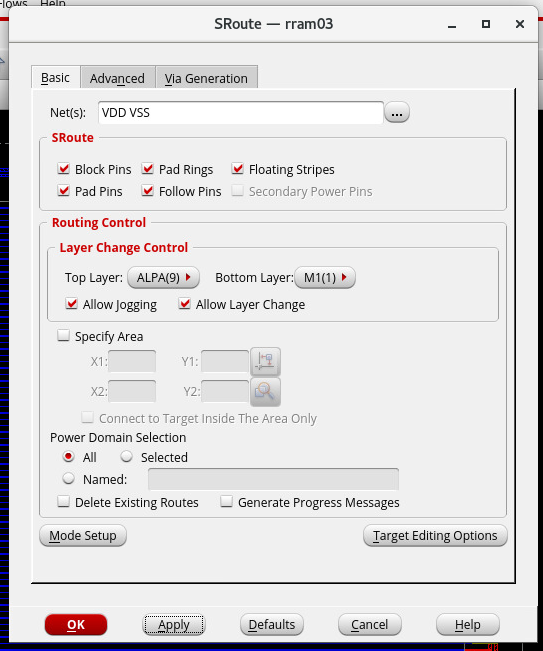 Flows Help
SRoute — rram03
Basic Advanced Via Generation
Net(s): VDD VSS ...
SRoute
Block Pins Pad Rings Floating Stripes
Pad Pins Follow Pins Secondary Power Pins
Routing Control
Layer Change Control
Top Layer: ALPA(9) Bottom Layer: M1(1)
Allow Jogging Allow Layer Change
Specify Area
X1: Y1:
X2: Y2:
Connect to Target Inside The Area Only
Power Domain Selection
All Selected
Named:
Delete Existing Routes Generate Progress Messages
Mode Setup Target Editing Options
OK Apply Defaults Cancel Help